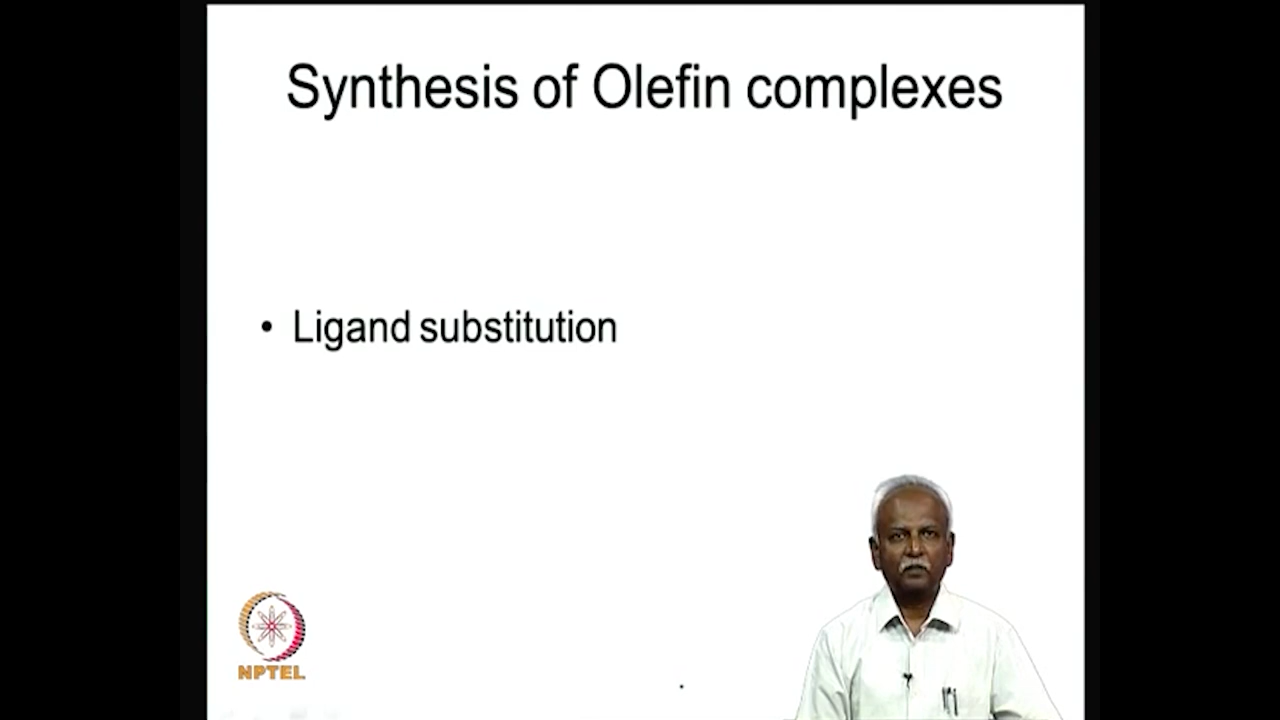 Synthesis of Olefin complexes
• Ligand substitution
NPTEL